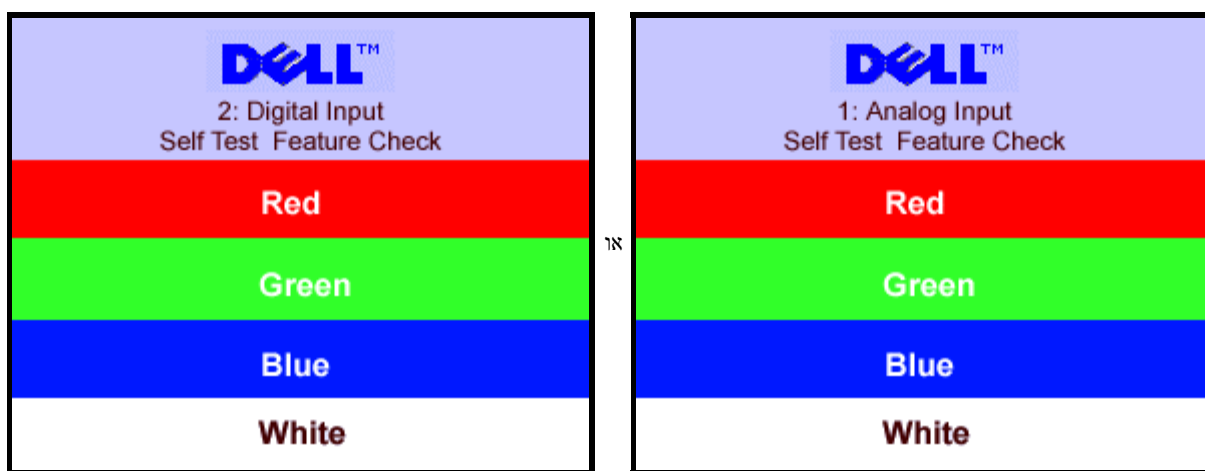 DELL™
1: Analog Input
Self Test Feature Check
Red
Green
Blue
White
או
DELL™
2: Digital Input
Self Test Feature Check
Red
Green
Blue
White